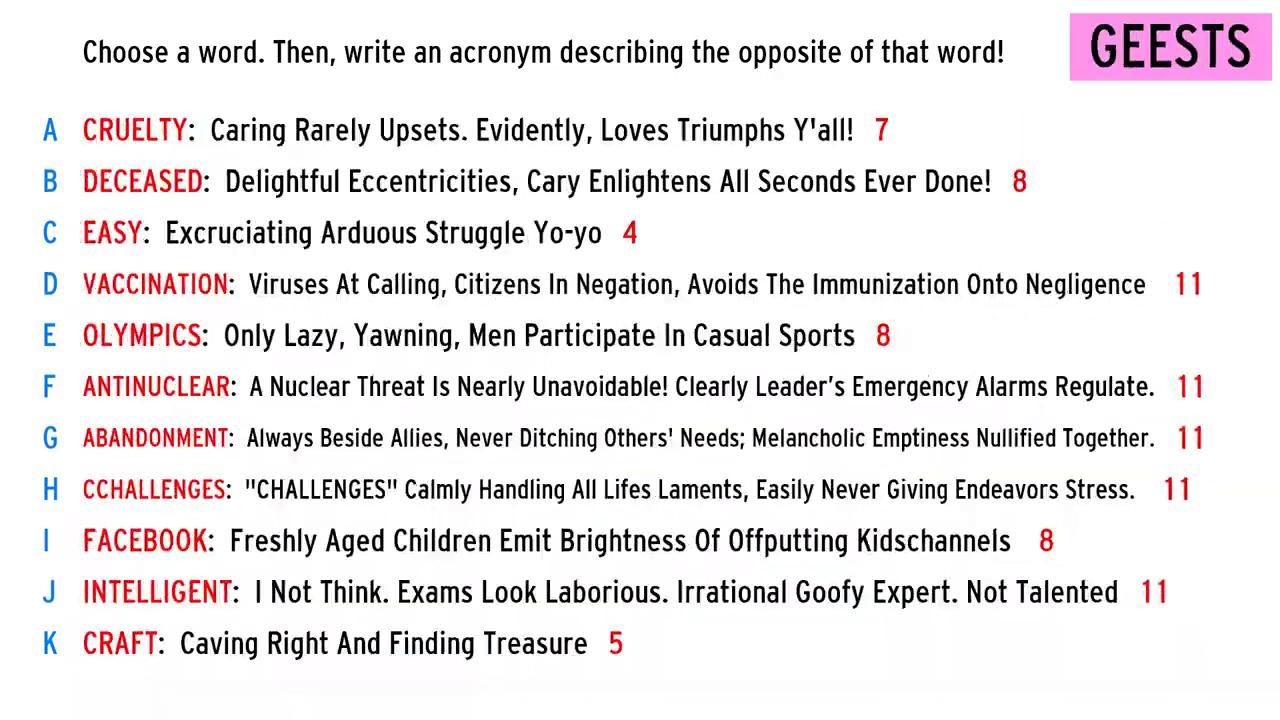 Choose a word. Then, write an acronym describing the opposite of that word!
GEESTS
A CRUELTY: Caring Rarely Upsets. Evidently, Loves Triumphs Y'all! 7
B DECEASED: Delightful Eccentricities, Cary Enlightens All Seconds Ever Done! 8
C EASY: Excruciating Arduous Struggle Yo-yo 4
D VACCINATION: Viruses At Calling, Citizens In Negation, Avoids The Immunization Onto Negligence 11
E OLYMPICS: Only Lazy, Yawning, Men Participate In Casual Sports 8
F ANTINUCLEAR: A Nuclear Threat Is Nearly Unavoidable! Clearly Leader’s Emergency Alarms Regulate. 11
G ABANDONMENT: Always Beside Allies, Never Ditching Others' Needs; Melancholic Emptiness Nullified Together. 11
H CCHALLENGES: "CHALLENGES" Calmly Handling All Lifes Laments, Easily Never Giving Endeavors Stress. 11
I FACEBOOK: Freshly Aged Children Emit Brightness Of Offputting Kidschannels 8
J INTELLIGENT: I Not Think. Exams Look Laborious. Irrational Goofy Expert. Not Talented 11
K CRAFT: Caving Right And Finding Treasure 5